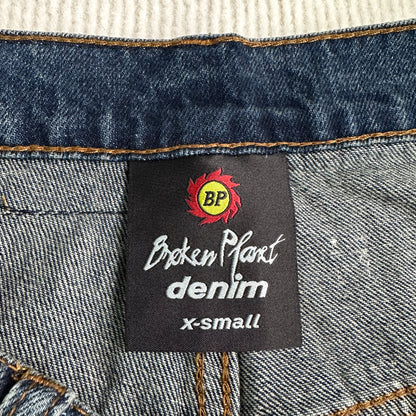 BP
Broken Planet
denim
x-small